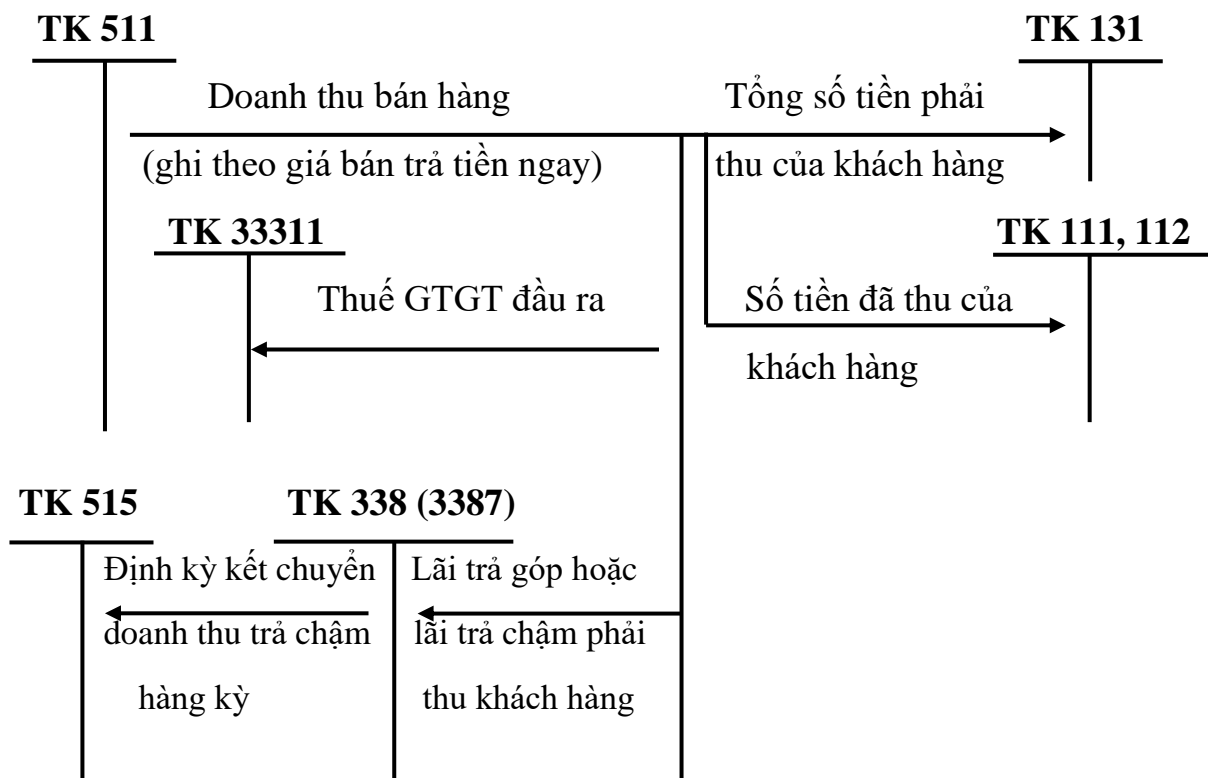 TK 511
TK 131
Doanh thu bán hàng
Tổng số tiền phải
(ghi theo giá bán trả tiền ngay)
thu của khách hàng
TK 33311
TK 111, 112
Thuế GTGT đầu ra
Số tiền đã thu của
khách hàng
TK 515
TK 338 (3387)
Định kỳ kết chuyển
Lãi trả góp hoặc
doanh thu trả chậm
lãi trả chậm phải
hàng kỳ
thu khách hàng